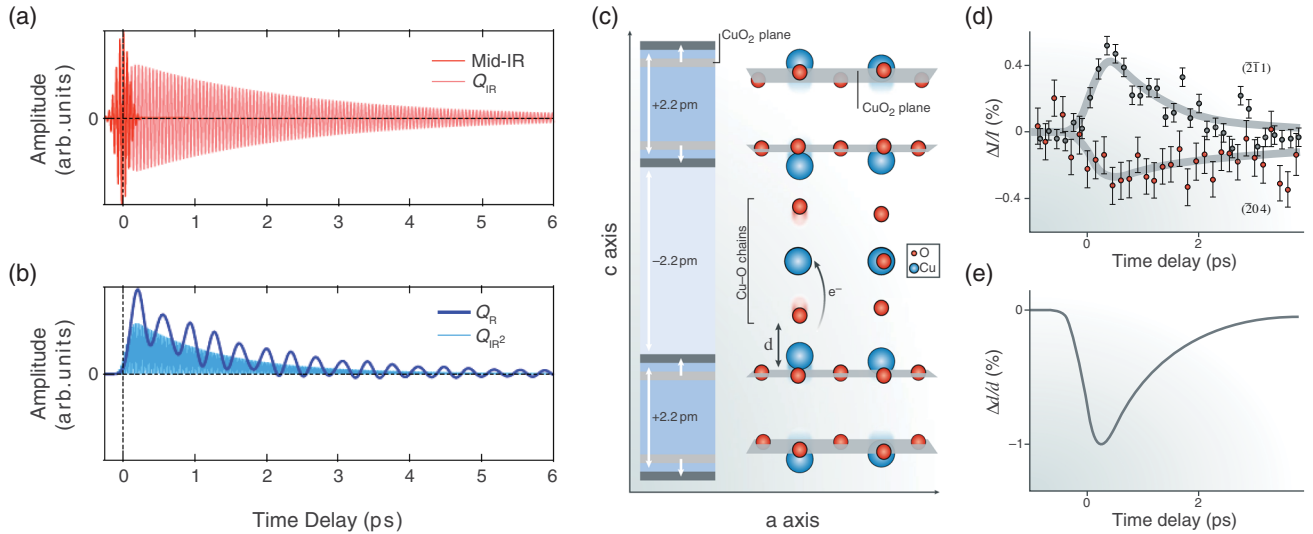 (a)
Amplitude
(arb.units)
0
Mid-IR
Q_IR
0 1 2 3 4 5 6
(b)
Amplitude
(arb.units)
0
Q_R
Q_IR²
0 1 2 3 4 5 6
Time Delay (ps)
(c)
c axis
CuO₂ plane
+2.2 pm
−2.2 pm
+2.2 pm
CuO₂ plane
Cu–O chains
e⁻
d
O
Cu
a axis
(d)
ΔI/I (%)
0.4
0
−0.4
(2̄1̄1)
(2̄04)
0 2
Time delay (ps)
(e)
Δd/d (%)
0
−1
0 2
Time delay (ps)